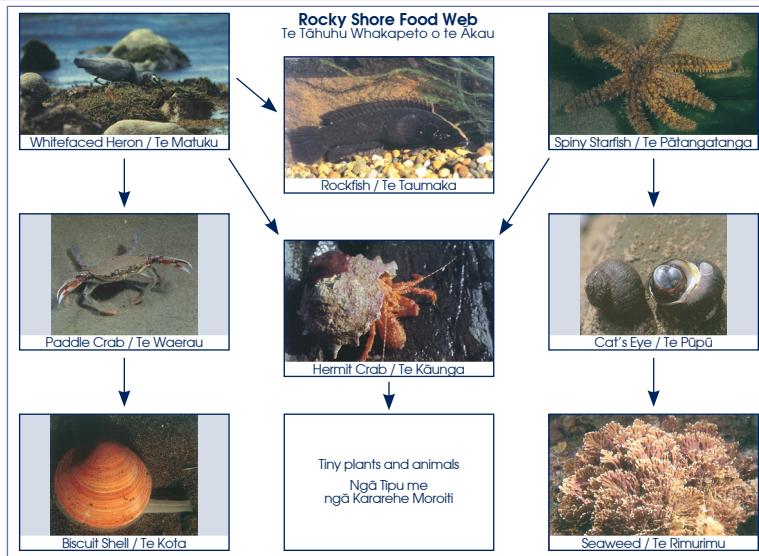 Rocky Shore Food Web
Te Tāhuhu Whakapeto o te Ākau
Whitefaced Heron / Te Matuku
Rockfish / Te Taumaka
Spiny Starfish / Te Pātangatanga
Paddle Crab / Te Waerau
Hermit Crab / Te Kāunga
Cat's Eye / Te Pūpū
Biscuit Shell / Te Kota
Tiny plants and animals
Ngā Tipu me
ngā Kararehe Moroiti
Seaweed / Te Rimurimu